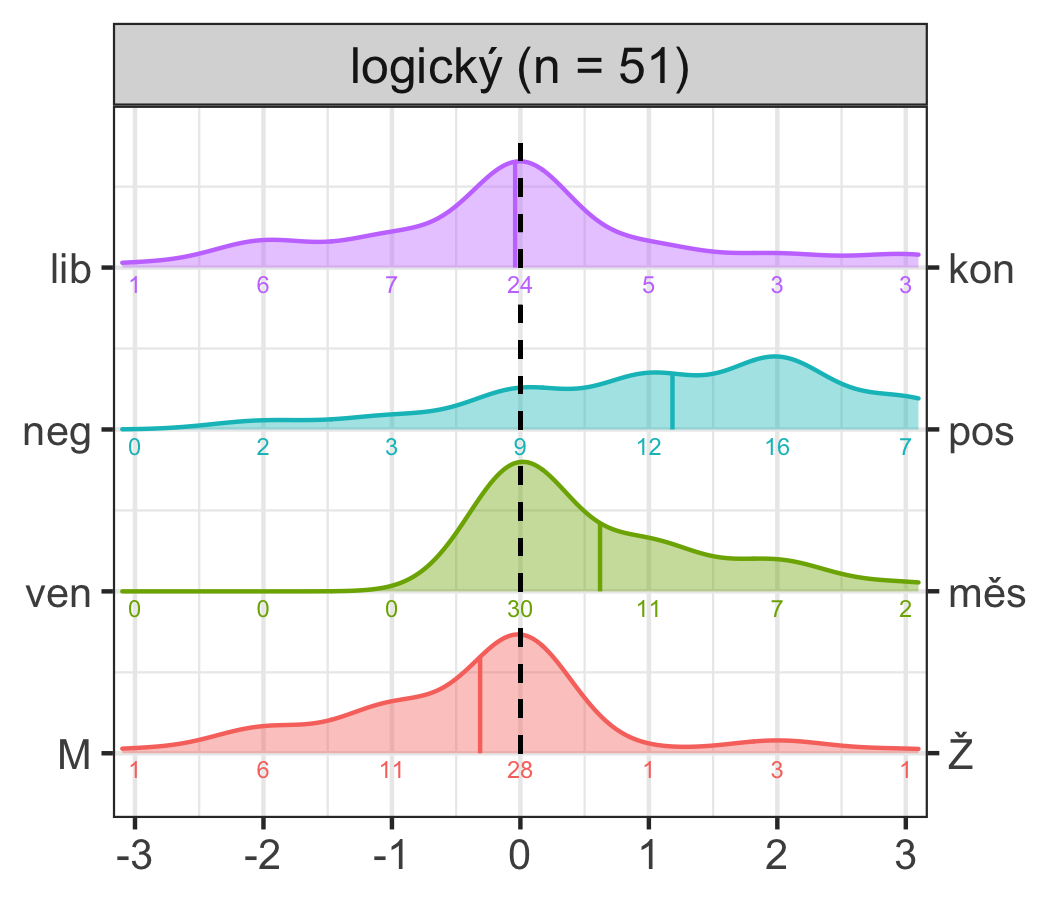 logický (n = 51)
lib kon
1 6 7 24 5 3 3
neg pos
0 2 3 9 12 16 7
ven měs
0 0 0 30 11 7 2
M Ž
1 6 11 28 1 3 1
-3 -2 -1 0 1 2 3